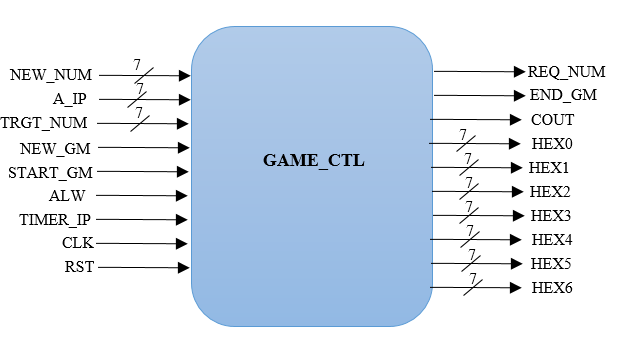 7
NEW_NUM
REQ_NUM
7
A_IP
END_GM
7
TRGT_NUM
COUT
7
NEW_GM
HEX0
7
START_GM
GAME_CTL
HEX1
7
ALW
HEX2
7
TIMER_IP
HEX3
7
CLK
HEX4
7
RST
HEX5
7
HEX6